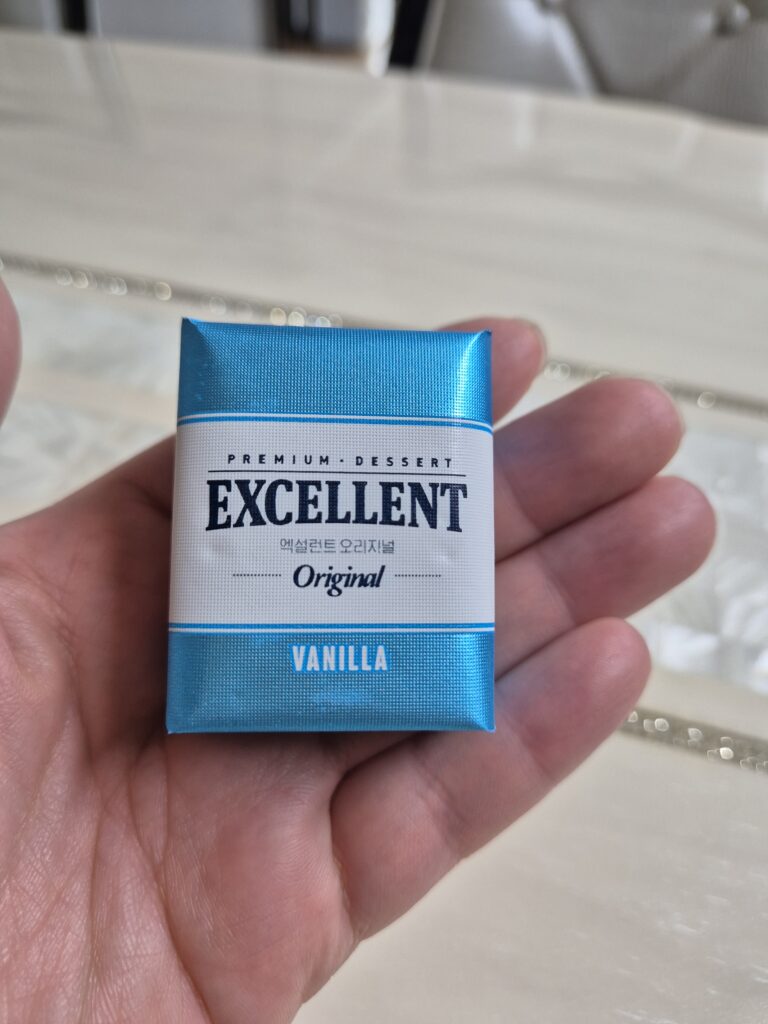 PREMIUM · DESSERT
EXCELLENT
엑설런트 오리지널
Original
VANILLA